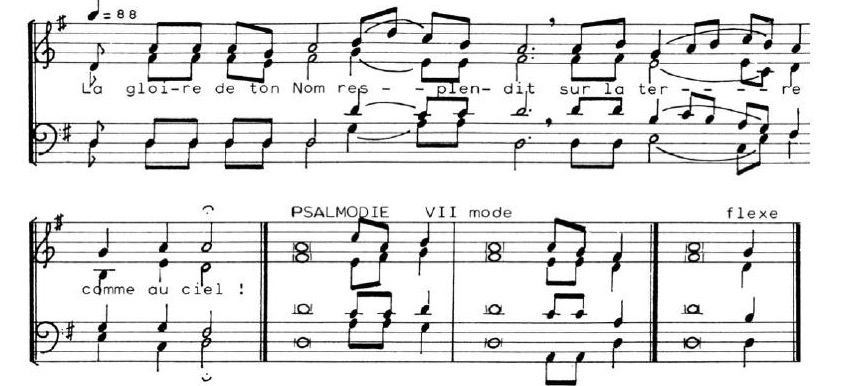 ♪ = 88
La gloi-re de ton Nom res - - plen- dit sur la ter - - - - re
PSALMODIE VII mode flexe
comme au ciel !